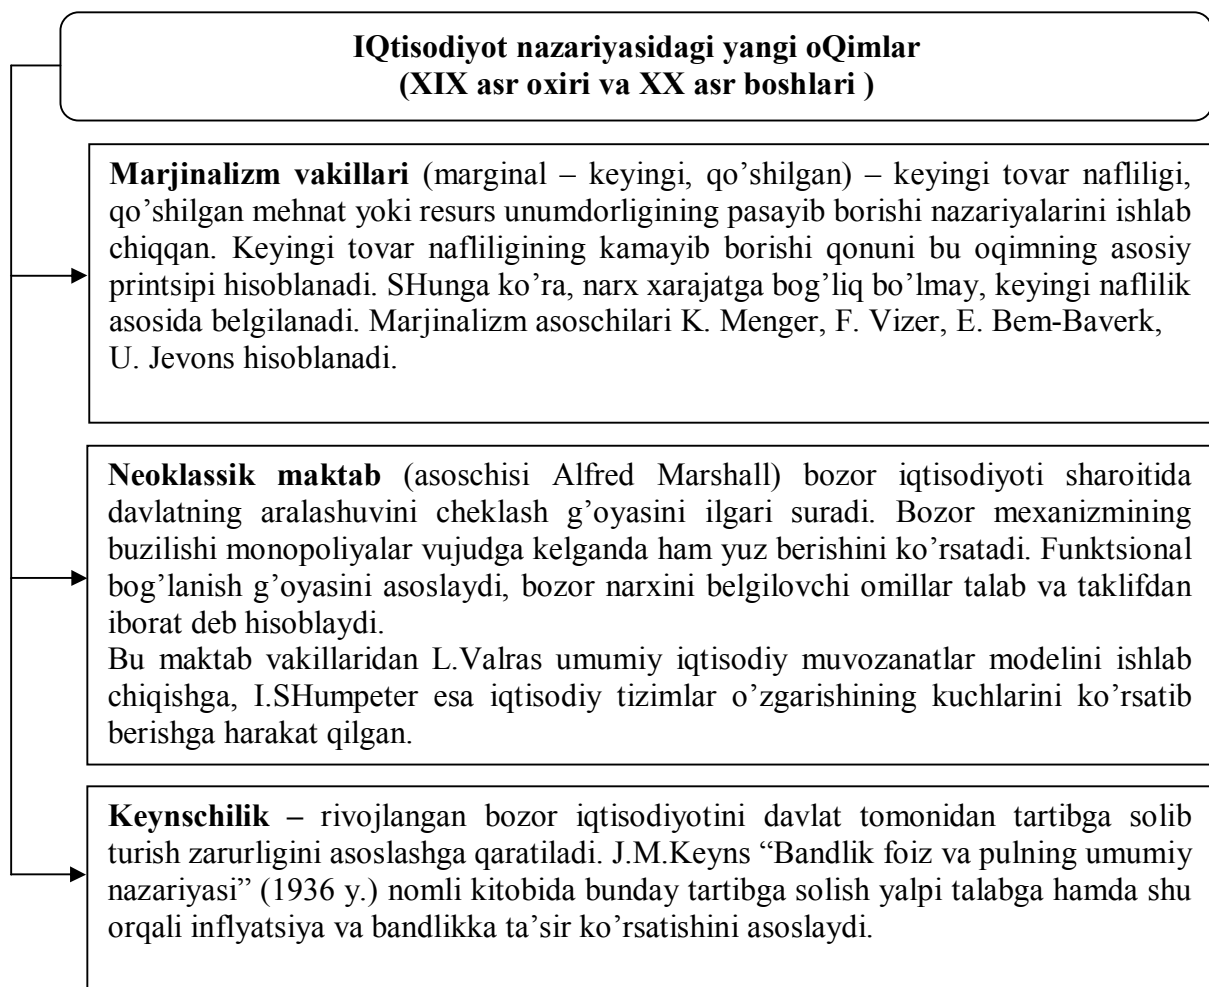 IQtisodiyot nazariyasidagi yangi oQimlar
(XIX asr oxiri va XX asr boshlari )
Marjinalizm vakillari (marginal – keyingi, qo’shilgan) – keyingi tovar nafliligi,
qo’shilgan mehnat yoki resurs unumdorligining pasayib borishi nazariyalarini ishlab
chiqqan. Keyingi tovar nafliligining kamayib borishi qonuni bu oqimning asosiy
printsipi hisoblanadi. SHunga ko’ra, narx xarajatga bog’liq bo’lmay, keyingi naflilik
asosida belgilanadi. Marjinalizm asoschilari K. Menger, F. Vizer, E. Bem-Baverk,
U. Jevons hisoblanadi.
Neoklassik maktab (asoschisi Alfred Marshall) bozor iqtisodiyoti sharoitida
davlatning aralashuvini cheklash g’oyasini ilgari suradi. Bozor mexanizmining
buzilishi monopoliyalar vujudga kelganda ham yuz berishini ko’rsatadi. Funktsional
bog’lanish g’oyasini asoslaydi, bozor narxini belgilovchi omillar talab va taklifdan
iborat deb hisoblaydi.
Bu maktab vakillaridan L.Valras umumiy iqtisodiy muvozanatlar modelini ishlab
chiqishga, I.SHumpeter esa iqtisodiy tizimlar o’zgarishining kuchlarini ko’rsatib
berishga harakat qilgan.
Keynschilik – rivojlangan bozor iqtisodiyotini davlat tomonidan tartibga solib
turish zarurligini asoslashga qaratiladi. J.M.Keyns “Bandlik foiz va pulning umumiy
nazariyasi” (1936 y.) nomli kitobida bunday tartibga solish yalpi talabga hamda shu
orqali inflyatsiya va bandlikka ta’sir ko’rsatishini asoslaydi.